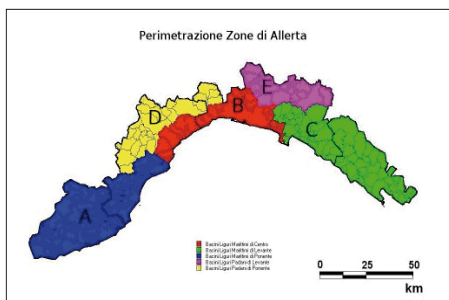 Perimetrazione Zone di Allerta
E
B
D
C
A
Bacini Liguri Marittimi di Centro
Bacini Liguri Marittimi di Levante
Bacini Liguri Marittimi di Ponente
Bacini Liguri Padani di Levante
Bacini Liguri Padani di Ponente
0 25 50
km